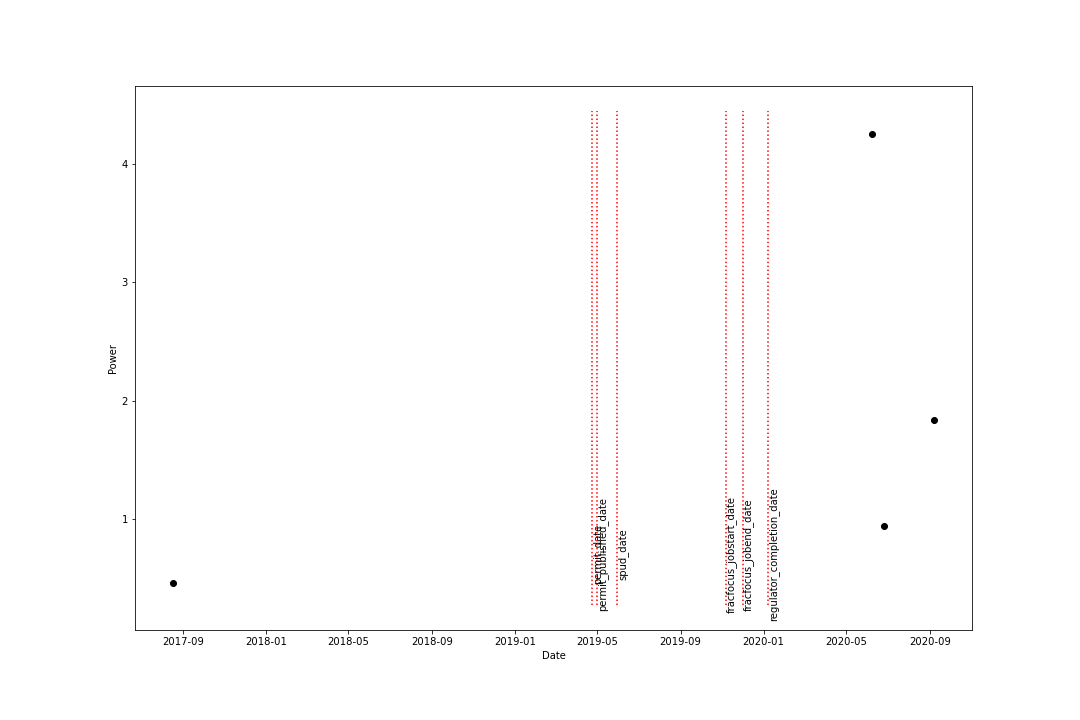 4
3
2
1
Power
permit_date
permit_published_date
spud_date
fracfocus_jobstart_date
fracfocus_jobend_date
regulator_completion_date
2017-09 2018-01 2018-05 2018-09 2019-01 2019-05 2019-09 2020-01 2020-05 2020-09
Date